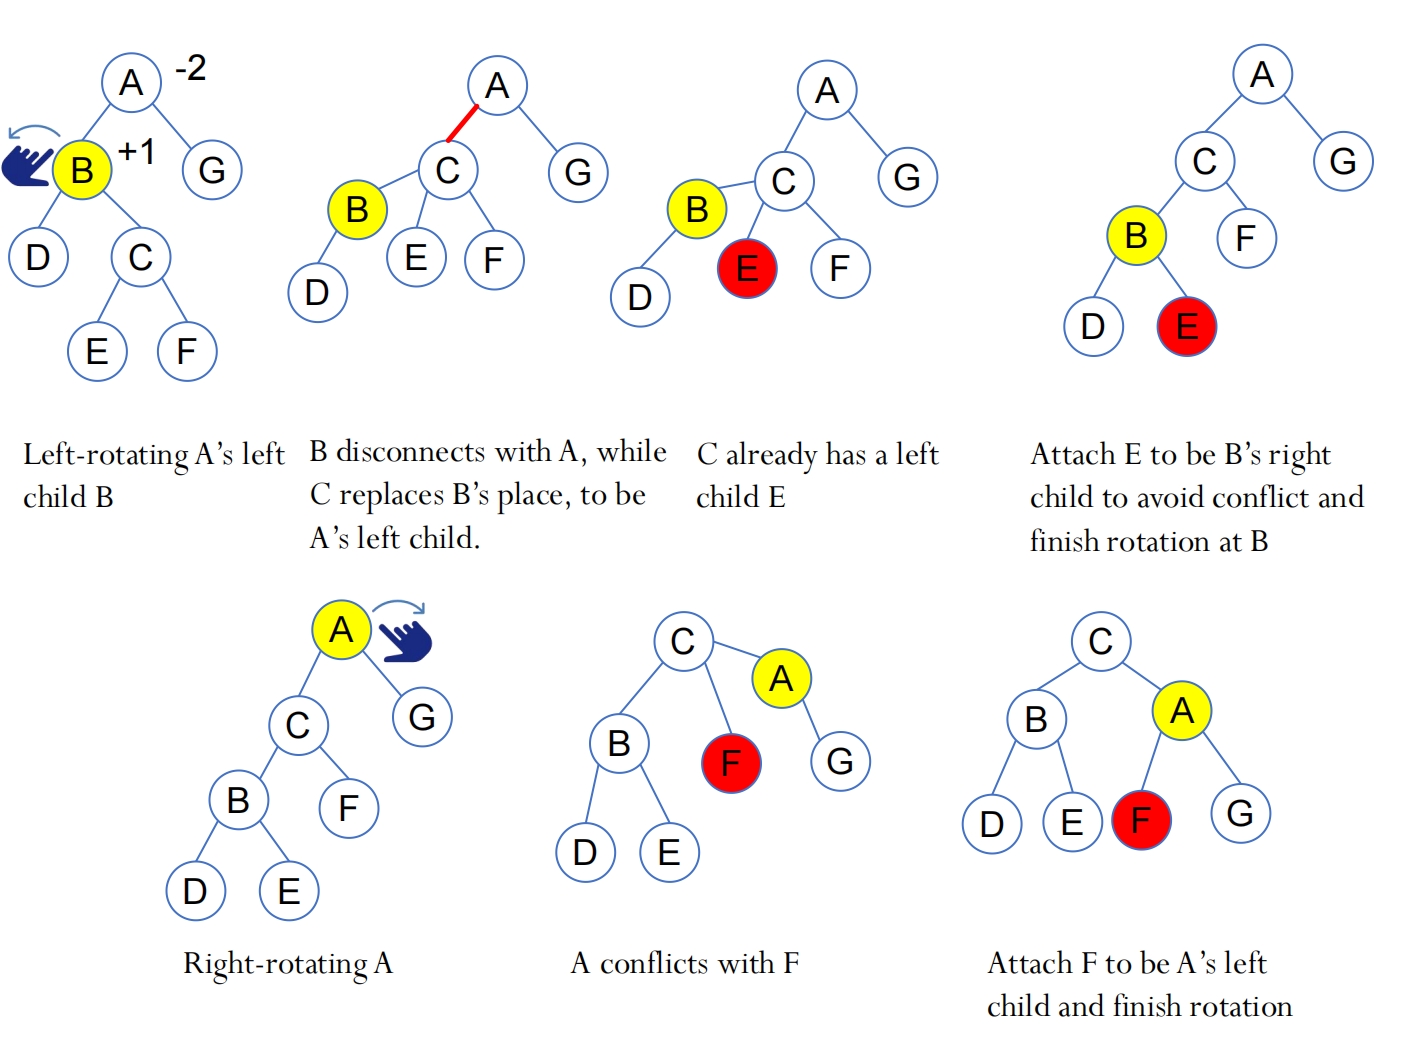 A -2
B +1
G
D
C
E
F
A
C
G
B
E
F
D
A
C
G
B
E
F
D
A
C
G
B
F
D
E
Left-rotating A's left
child B
B disconnects with A, while
C replaces B's place, to be
A's left child.
C already has a left
child E
Attach E to be B's right
child to avoid conflict and
finish rotation at B
A
C
G
B
F
D
E
C
A
B
F
G
D
E
C
B
A
D
E
F
G
Right-rotating A
A conflicts with F
Attach F to be A's left
child and finish rotation